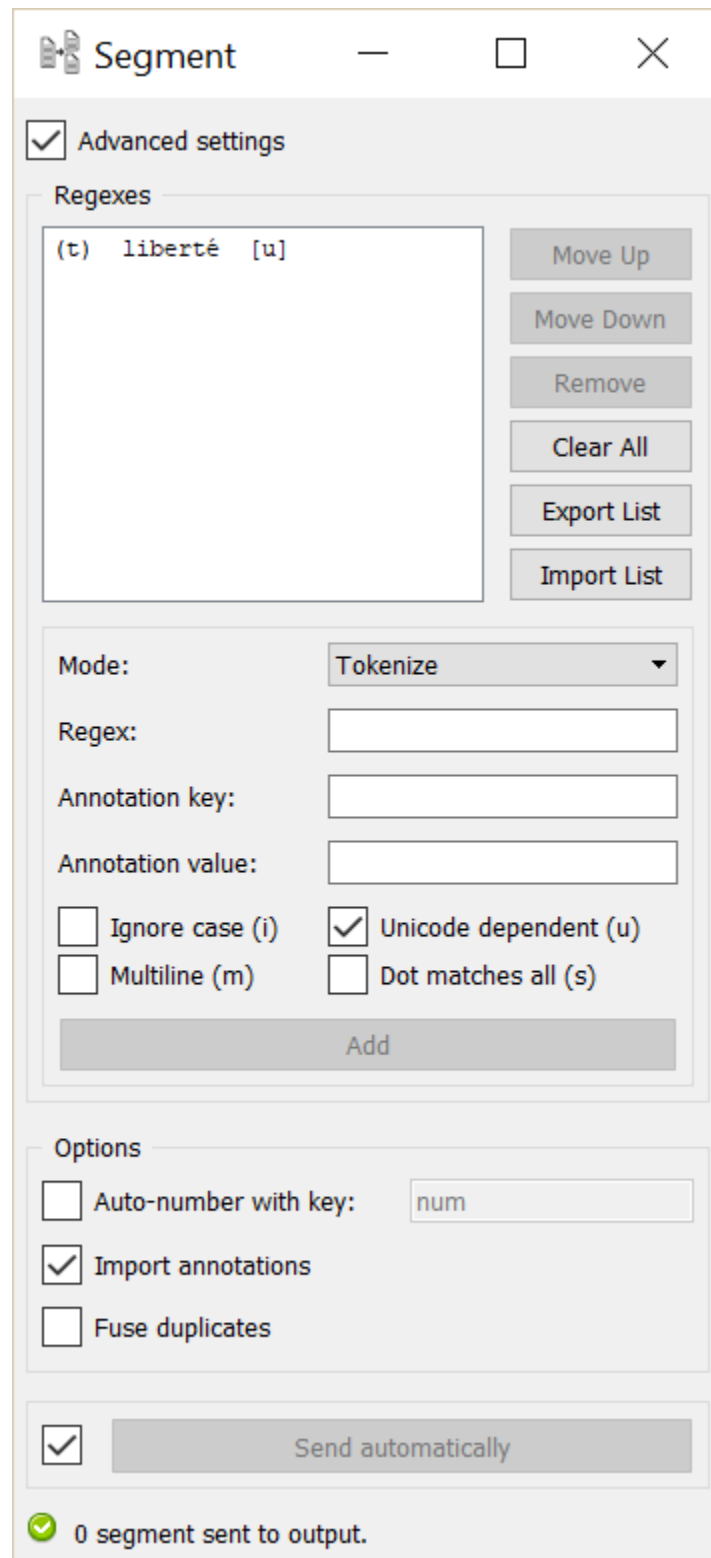 Segment
Advanced settings
Regexes
(t) liberté [u]
Move Up
Move Down
Remove
Clear All
Export List
Import List
Mode: Tokenize
Regex:
Annotation key:
Annotation value:
Ignore case (i) Unicode dependent (u)
Multiline (m) Dot matches all (s)
Add
Options
Auto-number with key: num
Import annotations
Fuse duplicates
Send automatically
0 segment sent to output.